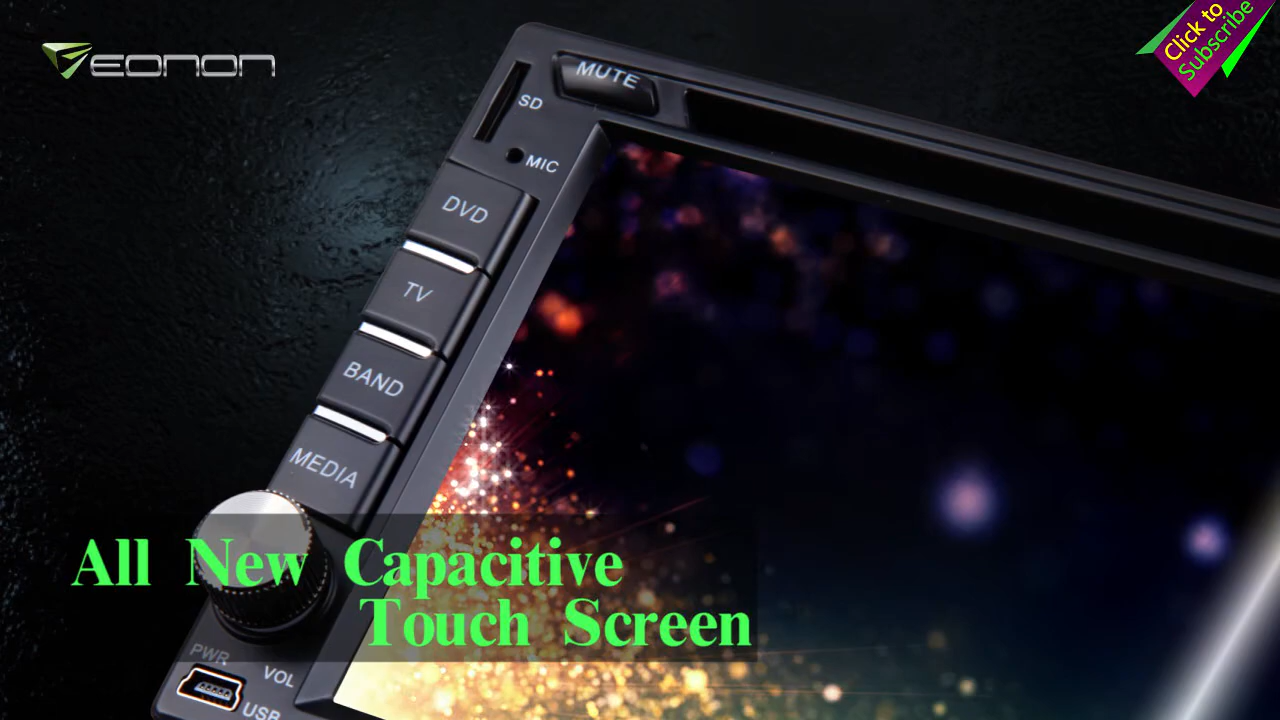 EONON
Click to
Subscribe
MUTE
SD
MIC
DVD
TV
BAND
MEDIA
All New Capacitive
Touch Screen
PWR
VOL
USB